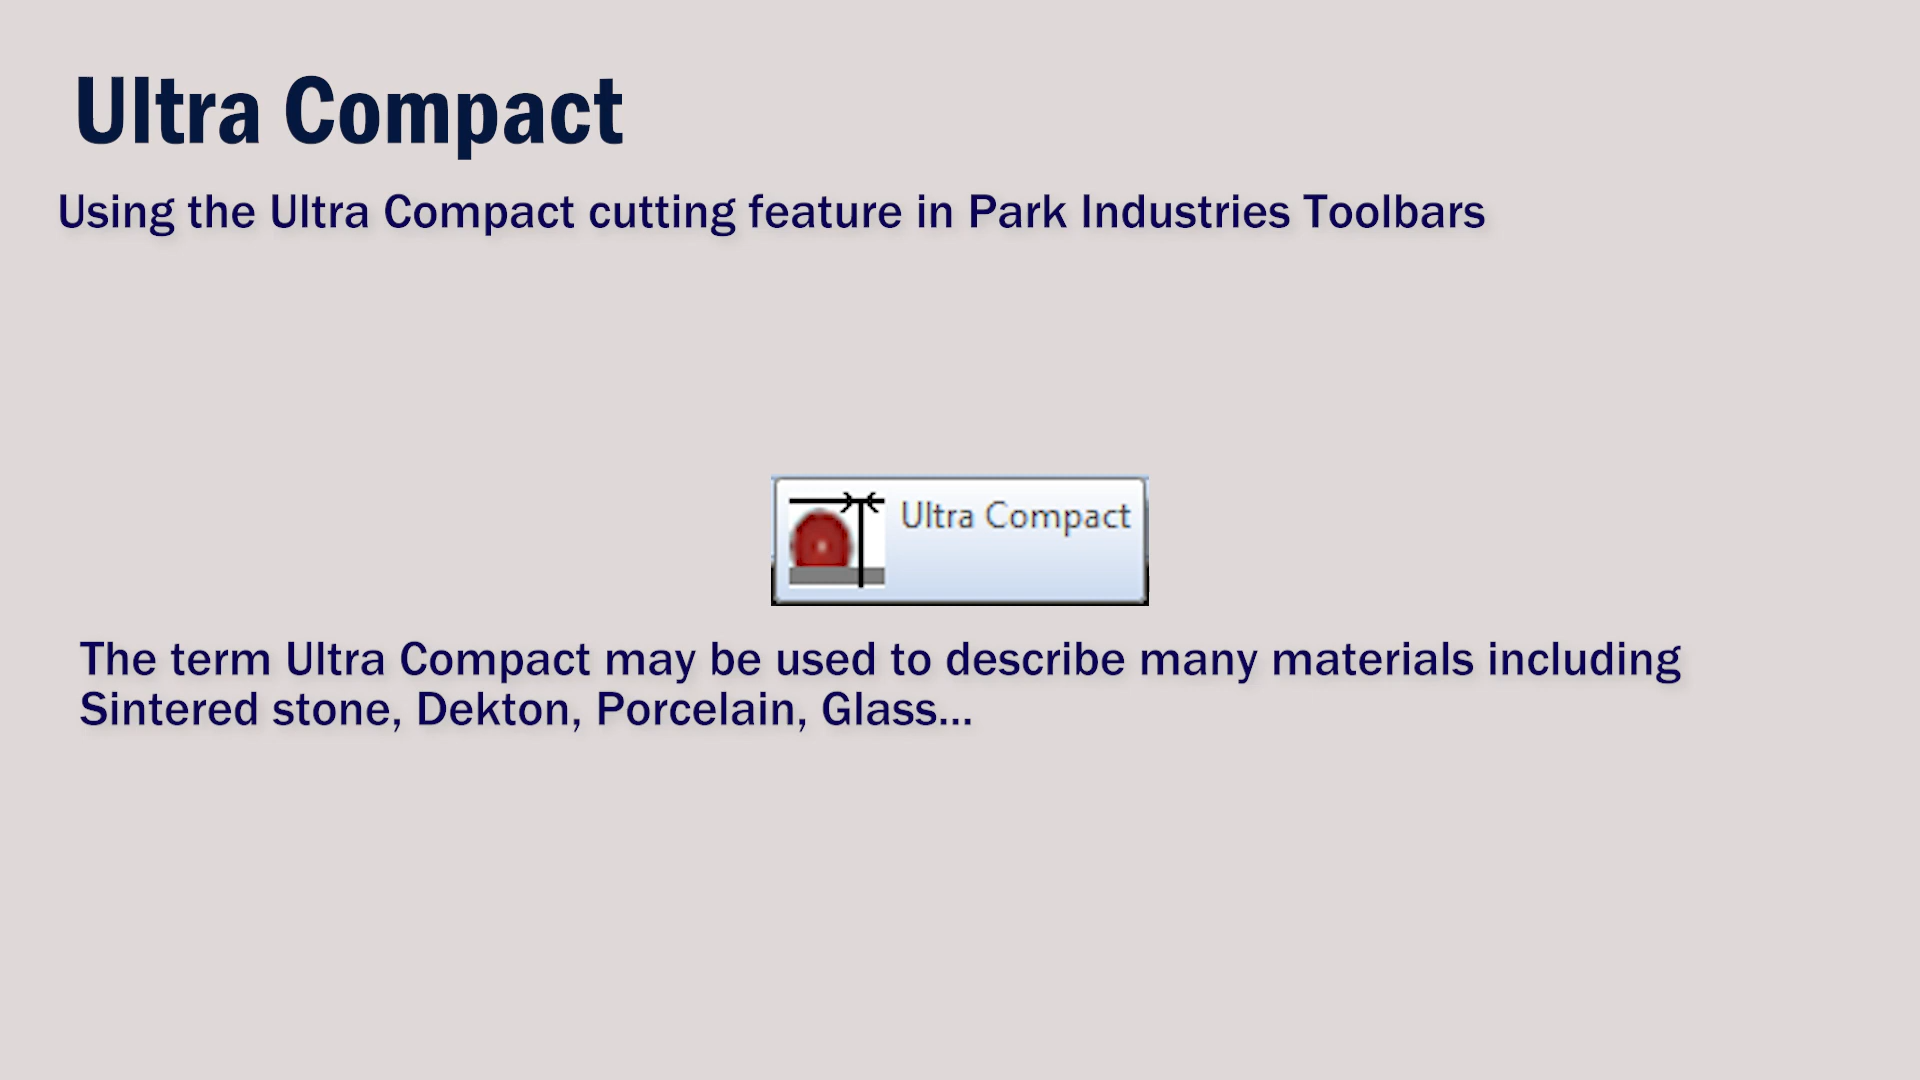 Ultra Compact
Using the Ultra Compact cutting feature in Park Industries Toolbars
Ultra Compact
The term Ultra Compact may be used to describe many materials including
Sintered stone, Dekton, Porcelain, Glass...